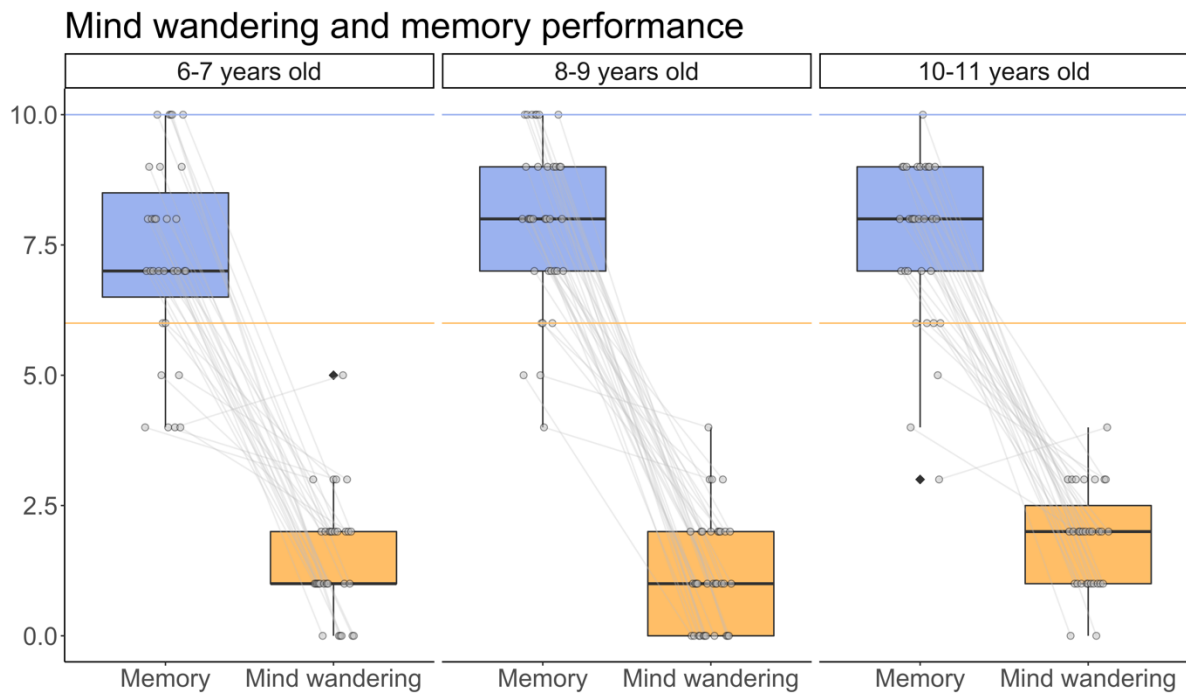 Mind wandering and memory performance
6-7 years old
8-9 years old
10-11 years old
10.0
7.5
5.0
2.5
0.0
Memory
Mind wandering
Memory
Mind wandering
Memory
Mind wandering